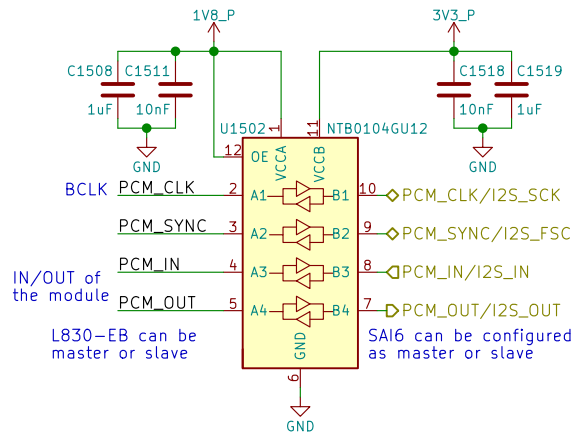 1V8_P
3V3_P
C1508
C1511
1uF
10nF
GND
C1518
C1519
10nF
1uF
GND
U1502
NTB0104GU12
1
11
12
OE
VCCA
VCCB
BCLK
PCM_CLK
2
A1
B1
10
PCM_CLK/I2S_SCK
PCM_SYNC
3
A2
B2
9
PCM_SYNC/I2S_FSC
IN/OUT of
the module
PCM_IN
4
A3
B3
8
PCM_IN/I2S_IN
PCM_OUT
5
A4
B4
7
PCM_OUT/I2S_OUT
L830-EB can be
master or slave
GND
6
SAI6 can be configured
as master or slave
GND